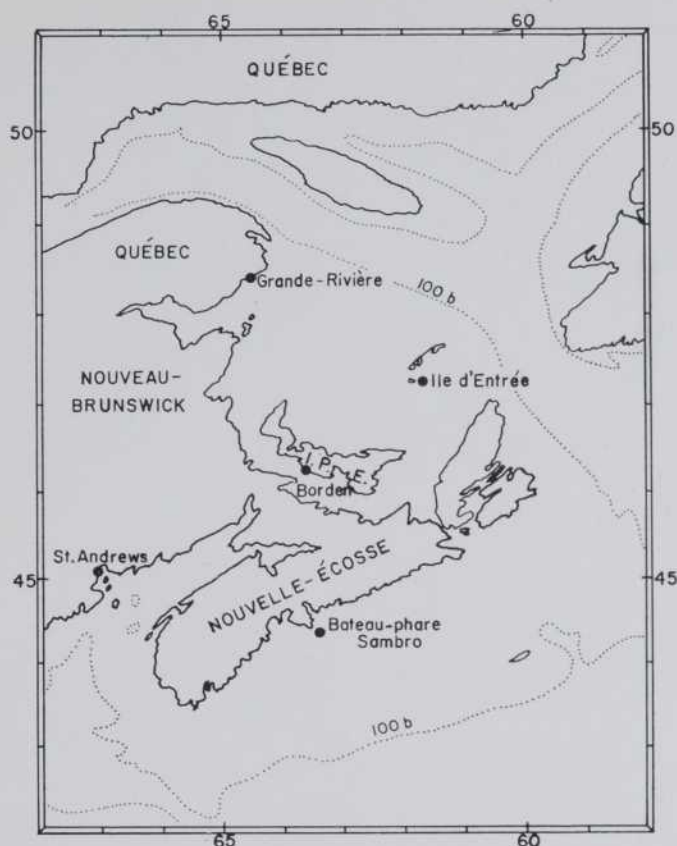 65 60
QUÉBEC
50 50
QUÉBEC
Grande-Rivière
100 b
NOUVEAU-
BRUNSWICK
Ile d'Entrée
I. P. E.
Borden
St. Andrews
45 45
NOUVELLE-ÉCOSSE
Bateau-phare
Sambro
100 b
65 60